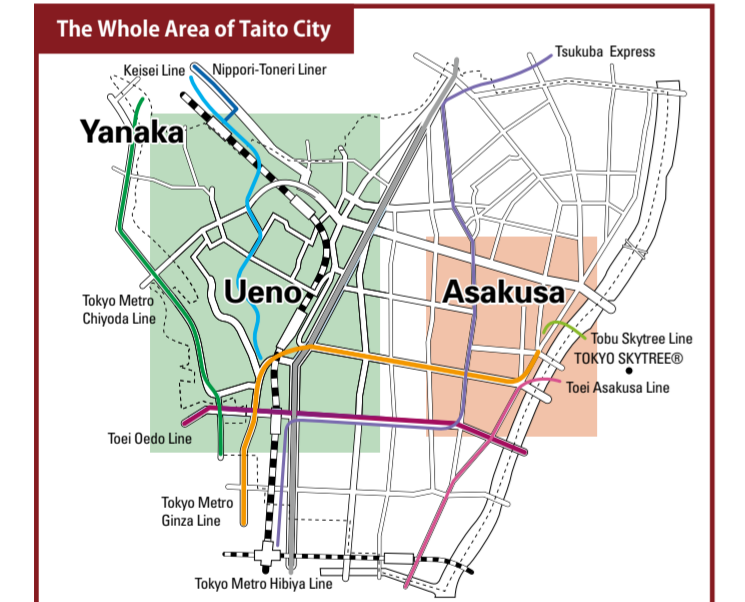 The Whole Area of Taito City
Tsukuba Express
Keisei Line
Nippori-Toneri Liner
Yanaka
Ueno
Asakusa
Tokyo Metro
Chiyoda Line
Tobu Skytree Line
TOKYO SKYTREE®
Toei Asakusa Line
Toei Oedo Line
Tokyo Metro
Ginza Line
Tokyo Metro Hibiya Line